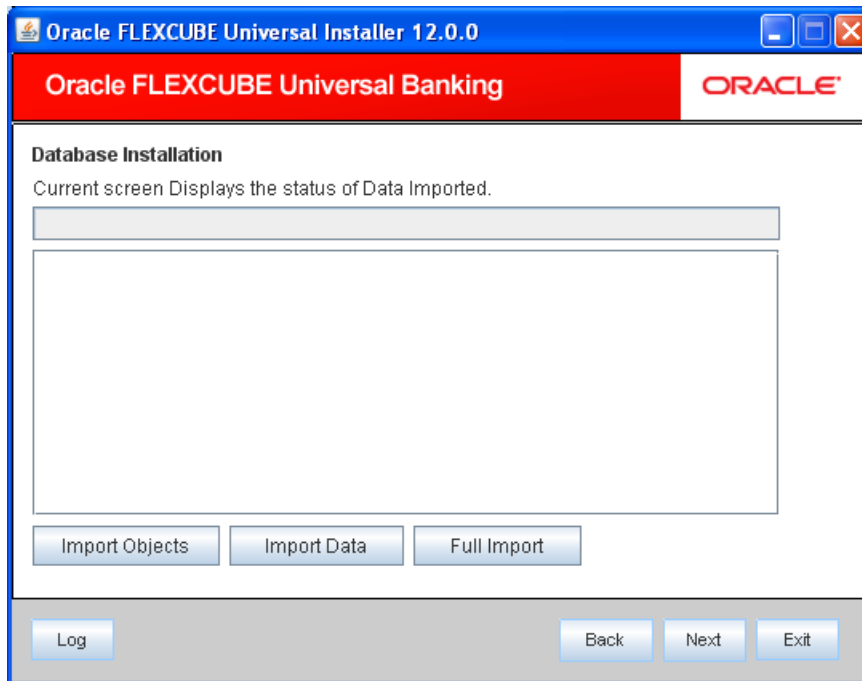 Oracle FLEXCUBE Universal Installer 12.0.0
Oracle FLEXCUBE Universal Banking
ORACLE
Database Installation
Current screen Displays the status of Data Imported.
Import Objects Import Data Full Import
Log Back Next Exit